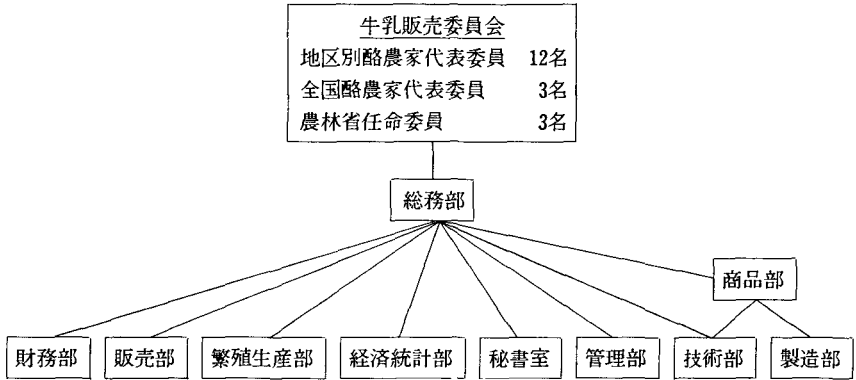 牛乳販売委員会
地区別酪農家代表委員 12名
全国酪農家代表委員 3名
農林省任命委員 3名
総務部
商品部
財務部 販売部 繁殖生産部 経済統計部 秘書室 管理部 技術部 製造部